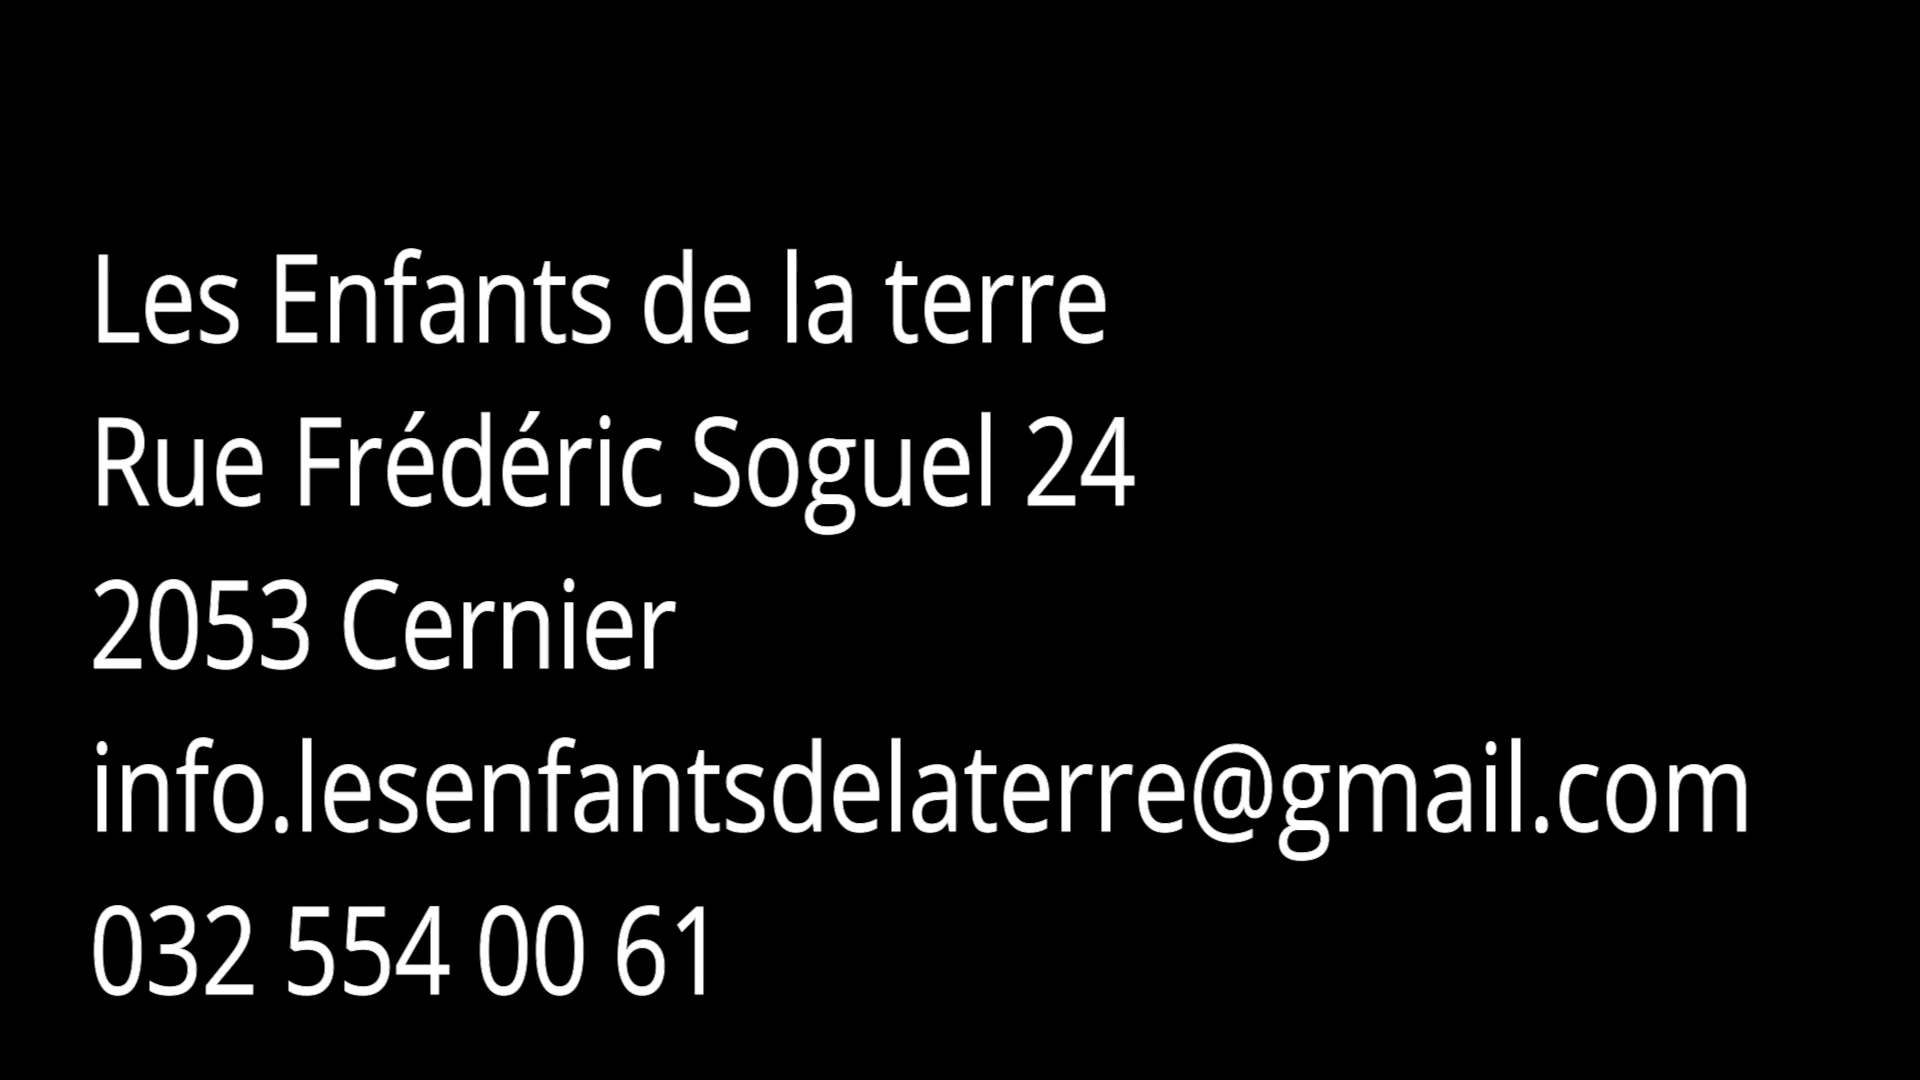 Les Enfants de la terre
Rue Frédéric Soguel 24
2053 Cernier
info.lesenfantsdelaterre@gmail.com
032 554 00 61